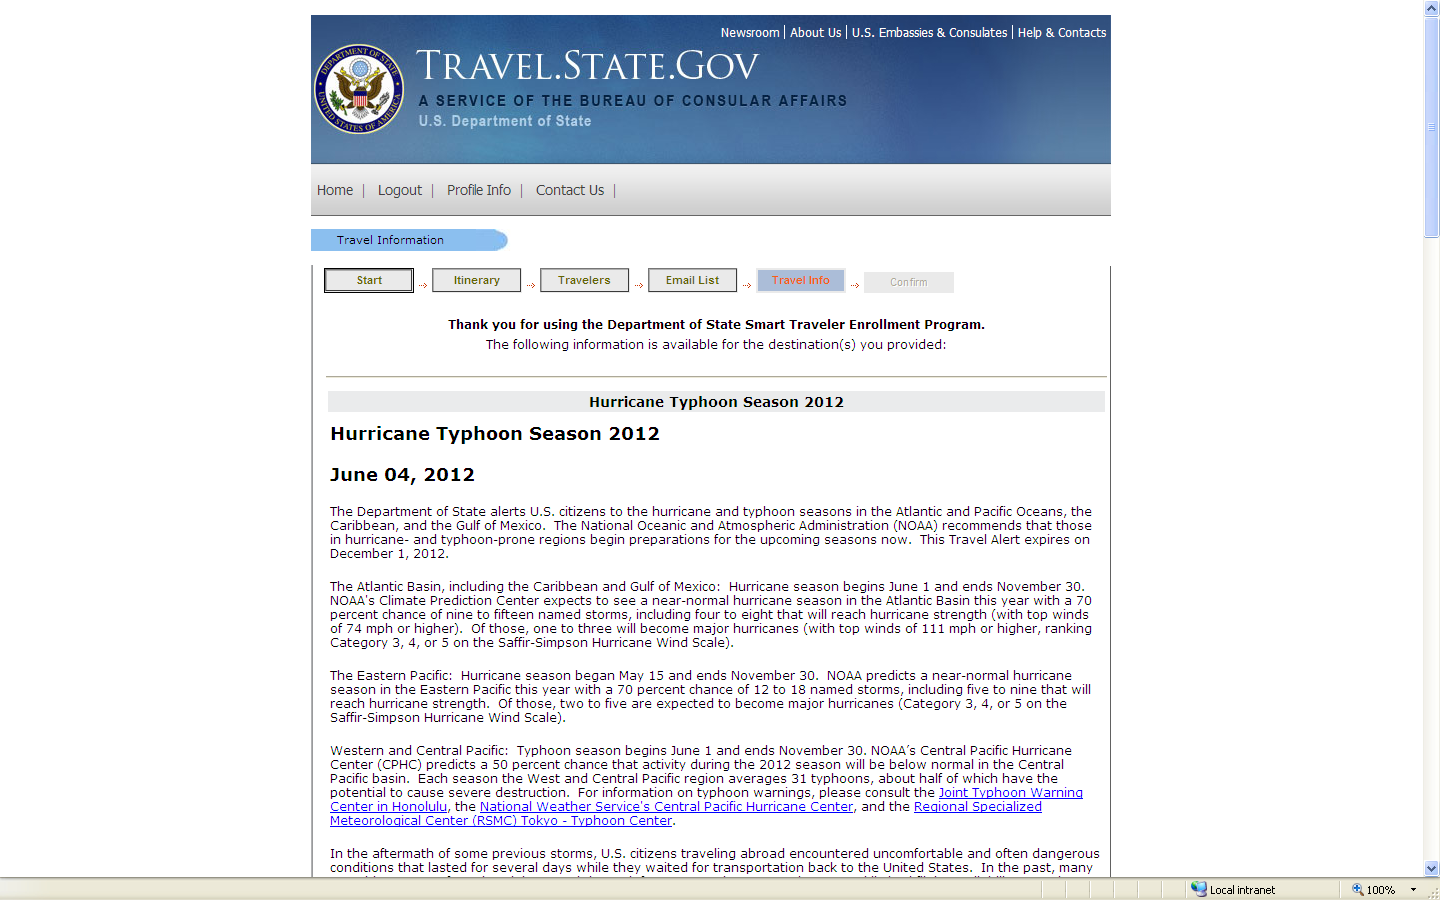 Newsroom | About Us | U.S. Embassies & Consulates | Help & Contacts
TRAVEL.STATE.GOV
A SERVICE OF THE BUREAU OF CONSULAR AFFAIRS
U.S. Department of State
DEPARTMENT OF STATE
UNITED STATES OF AMERICA
Home | Logout | Profile Info | Contact Us |
Travel Information
Start Itinerary Travelers Email List Travel Info Confirm
Thank you for using the Department of State Smart Traveler Enrollment Program.
The following information is available for the destination(s) you provided:
Hurricane Typhoon Season 2012
Hurricane Typhoon Season 2012
June 04, 2012
The Department of State alerts U.S. citizens to the hurricane and typhoon seasons in the Atlantic and Pacific Oceans, the
Caribbean, and the Gulf of Mexico.  The National Oceanic and Atmospheric Administration (NOAA) recommends that those
in hurricane- and typhoon-prone regions begin preparations for the upcoming seasons now.  This Travel Alert expires on
December 1, 2012.
The Atlantic Basin, including the Caribbean and Gulf of Mexico:  Hurricane season begins June 1 and ends November 30.
NOAA's Climate Prediction Center expects to see a near-normal hurricane season in the Atlantic Basin this year with a 70
percent chance of nine to fifteen named storms, including four to eight that will reach hurricane strength (with top winds
of 74 mph or higher).  Of those, one to three will become major hurricanes (with top winds of 111 mph or higher, ranking
Category 3, 4, or 5 on the Saffir-Simpson Hurricane Wind Scale).
The Eastern Pacific:  Hurricane season began May 15 and ends November 30.  NOAA predicts a near-normal hurricane
season in the Eastern Pacific this year with a 70 percent chance of 12 to 18 named storms, including five to nine that will
reach hurricane strength.  Of those, two to five are expected to become major hurricanes (Category 3, 4, or 5 on the
Saffir-Simpson Hurricane Wind Scale).
Western and Central Pacific:  Typhoon season begins June 1 and ends November 30. NOAA’s Central Pacific Hurricane
Center (CPHC) predicts a 50 percent chance that activity during the 2012 season will be below normal in the Central
Pacific basin.  Each season the West and Central Pacific region averages 31 typhoons, about half of which have the
potential to cause severe destruction.  For information on typhoon warnings, please consult the Joint Typhoon Warning
Center in Honolulu, the National Weather Service's Central Pacific Hurricane Center, and the Regional Specialized
Meteorological Center (RSMC) Tokyo - Typhoon Center.
In the aftermath of some previous storms, U.S. citizens traveling abroad encountered uncomfortable and often dangerous
conditions that lasted for several days while they waited for transportation back to the United States.  In the past, many
Local intranet 100%